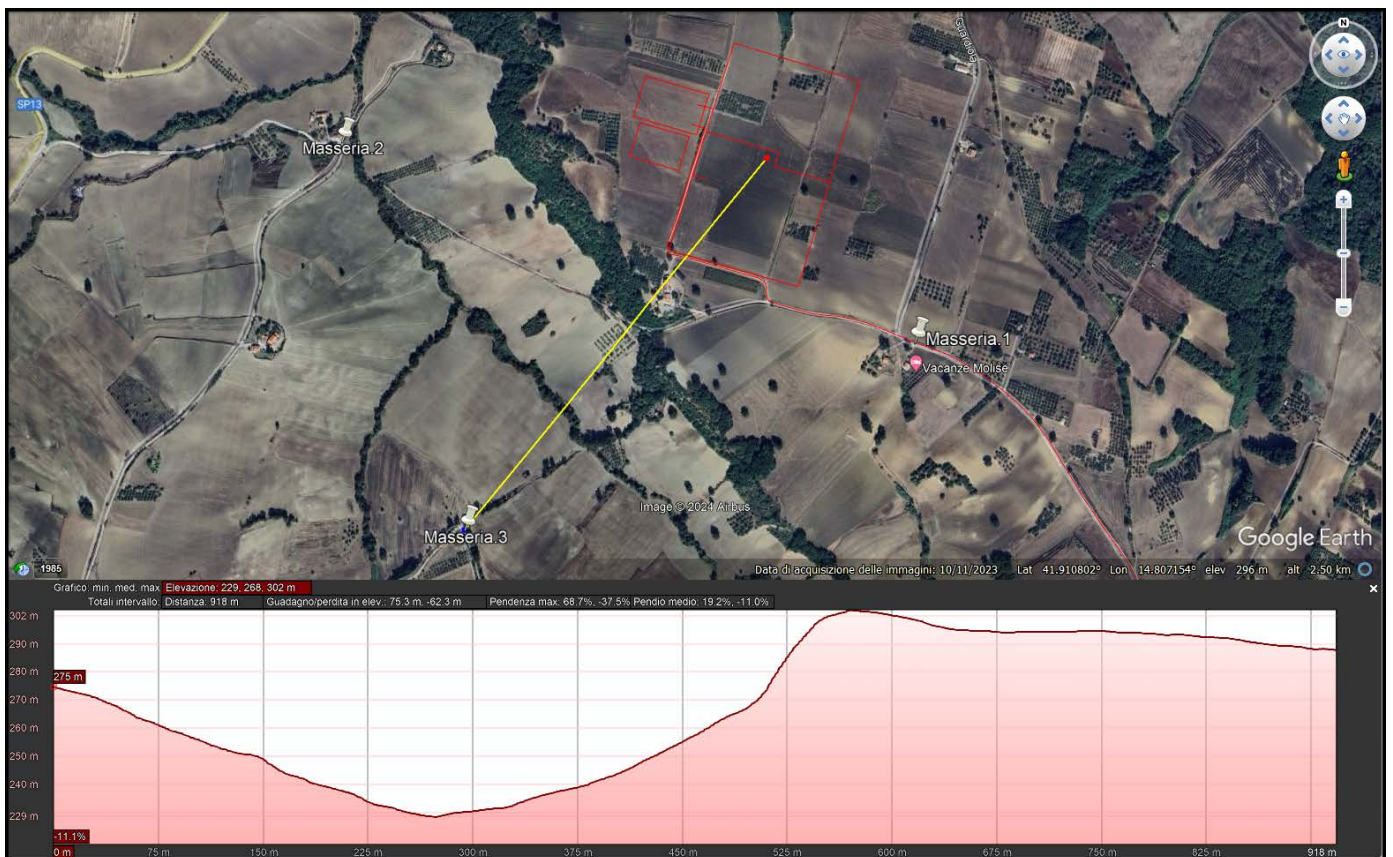 N
Guardiola
SP13
Masseria.2
Masseria.1
Vacanze Molise
Masseria.3
Image © 2024 Airbus
Google Earth
1985
Data di acquisizione delle immagini: 10/11/2023 Lat 41.910802° Lon 14.807154° elev 296 m alt 2.50 km
Grafico: min. med. max Elevazione: 229, 268, 302 m
Totali intervallo: Distanza: 918 m Guadagno/perdita in elev.: 75.3 m, -62.3 m Pendenza max: 68.7%, -37.5% Pendio medio: 19.2%, -11.0%
302 m
290 m
280 m
275 m
270 m
260 m
250 m
240 m
229 m
-11.1%
0 m 75 m 150 m 225 m 300 m 375 m 450 m 525 m 600 m 675 m 750 m 825 m 918 m